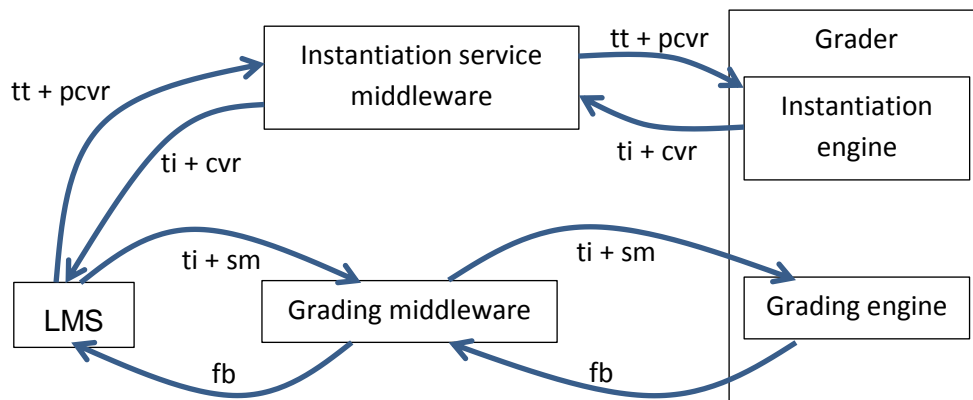 Instantiation service
middleware
tt + pcvr
Grader
tt + pcvr
Instantiation
engine
ti + cvr
ti + cvr
ti + sm
ti + sm
LMS
Grading middleware
Grading engine
fb
fb